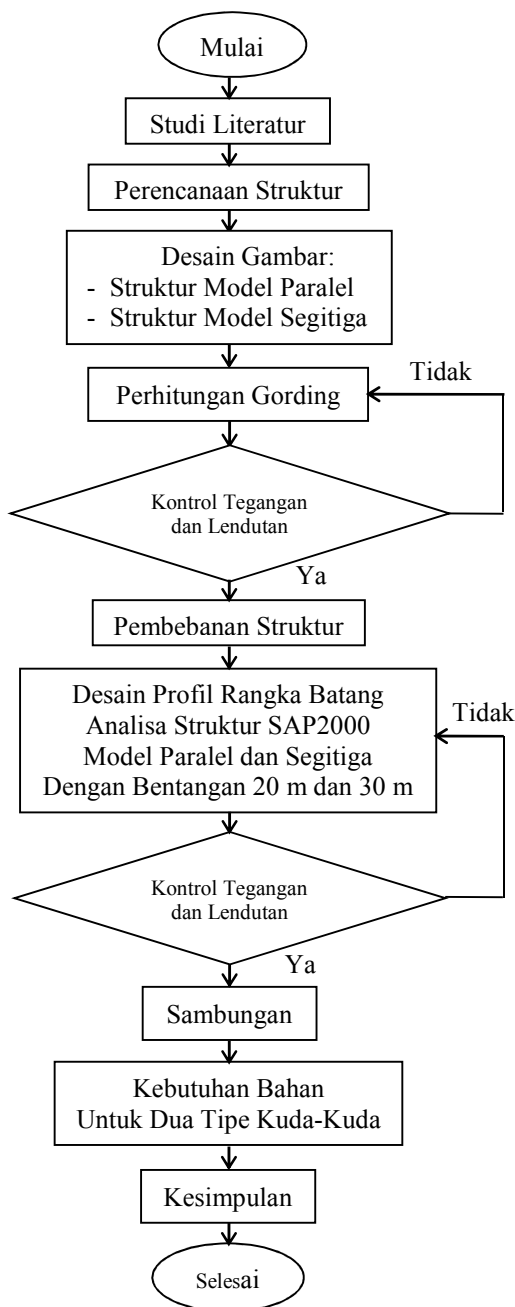 Mulai
Studi Literatur
Perencanaan Struktur
Desain Gambar:
- Struktur Model Paralel
- Struktur Model Segitiga
Tidak
Perhitungan Gording
Kontrol Tegangan
dan Lendutan
Ya
Pembebanan Struktur
Desain Profil Rangka Batang
Analisa Struktur SAP2000
Model Paralel dan Segitiga
Dengan Bentangan 20 m dan 30 m
Tidak
Kontrol Tegangan
dan Lendutan
Ya
Sambungan
Kebutuhan Bahan
Untuk Dua Tipe Kuda-Kuda
Kesimpulan
Selesai